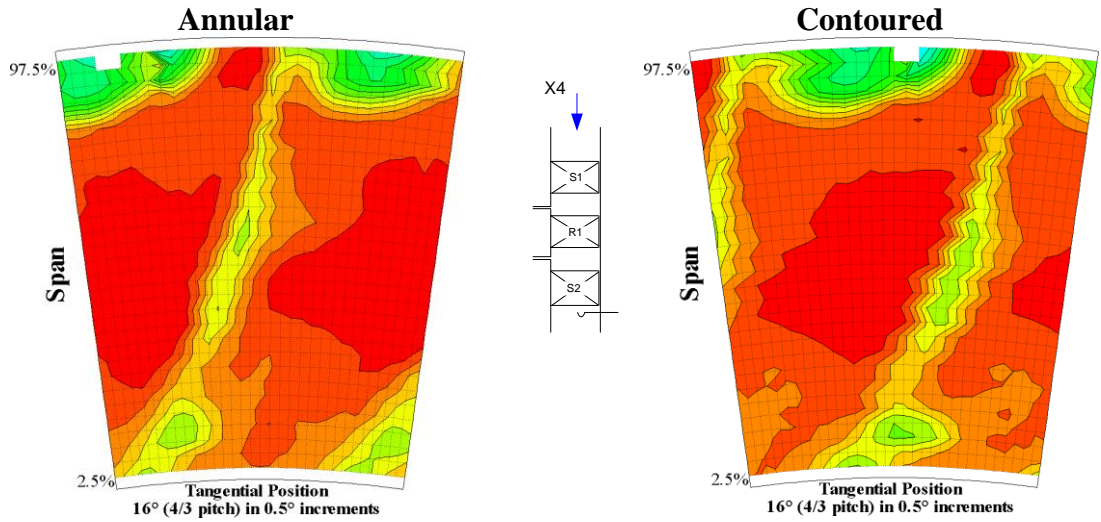 Annular
Contoured
97.5%
97.5%
X4
S1
R1
S2
Span
Span
2.5%
2.5%
Tangential Position
16° (4/3 pitch) in 0.5° increments
Tangential Position
16° (4/3 pitch) in 0.5° increments